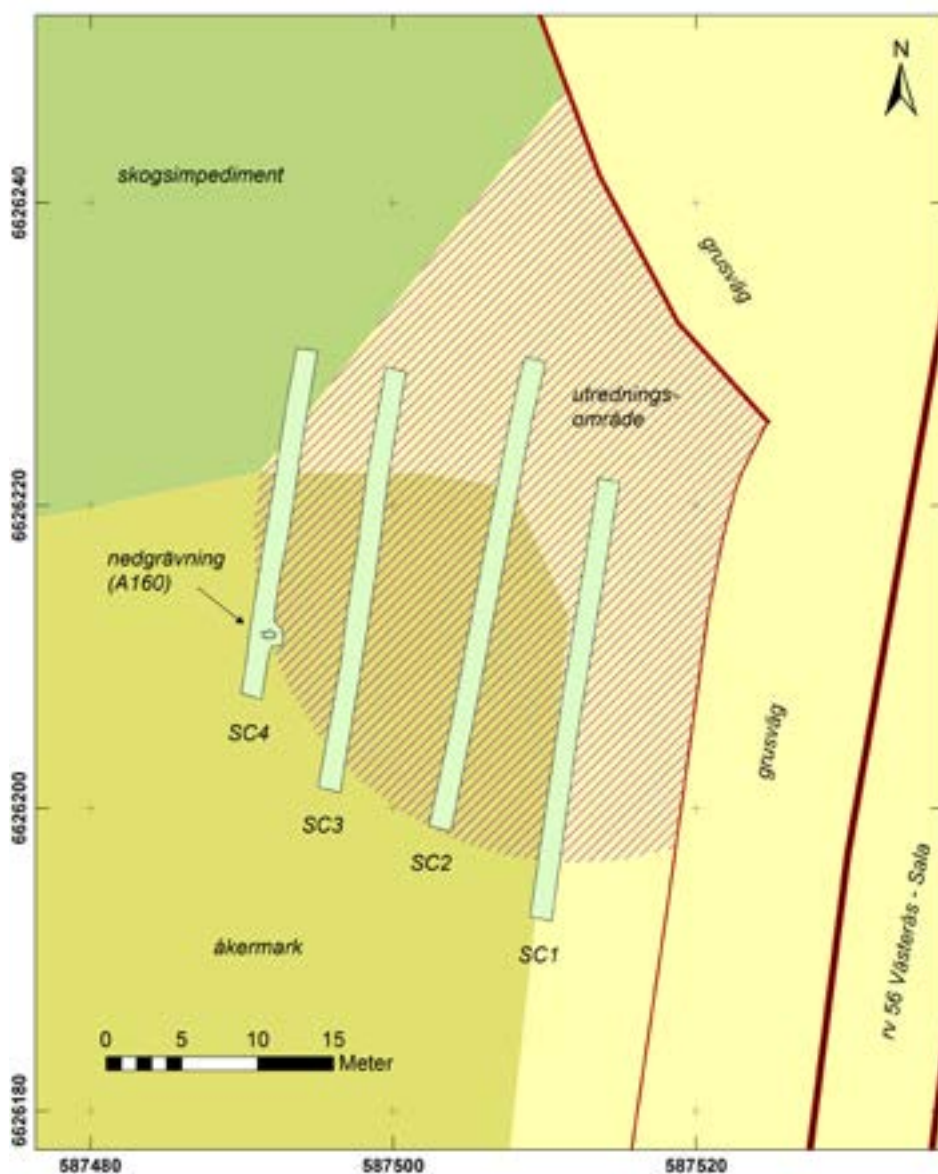 N
skogsimpediment
6626240
grusväg
utrednings-
område
6626220
nedgrävning
(A160)
SC4
grusväg
6626200
SC3
SC2
SC1
åkermark
rv 56 Västerås - Sala
0 5 10 15
Meter
6626180
587480 587500 587520